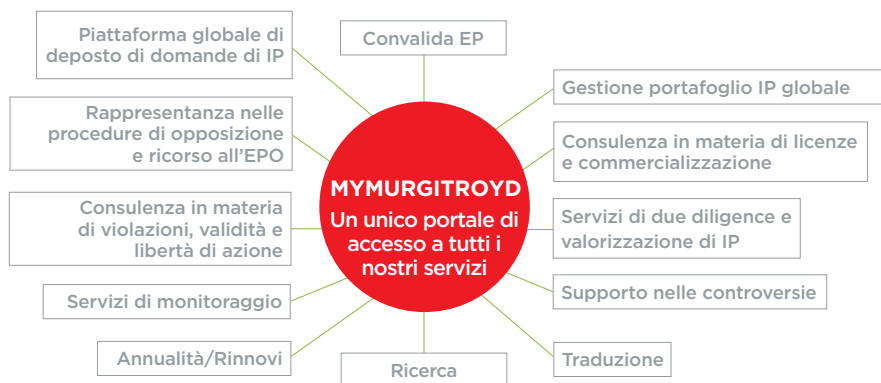 Piattaforma globale di
deposto di domande di IP
Convalida EP
Gestione portafoglio IP globale
Rappresentanza nelle
procedure di opposizione
e ricorso all'EPO
Consulenza in materia di licenze
e commercializzazione
MYMURGITROYD
Un unico portale di
accesso a tutti i
nostri servizi
Consulenza in materia
di violazioni, validità e
libertà di azione
Servizi di due diligence e
valorizzazione di IP
Servizi di monitoraggio
Supporto nelle controversie
Annualità/Rinnovi
Ricerca
Traduzione